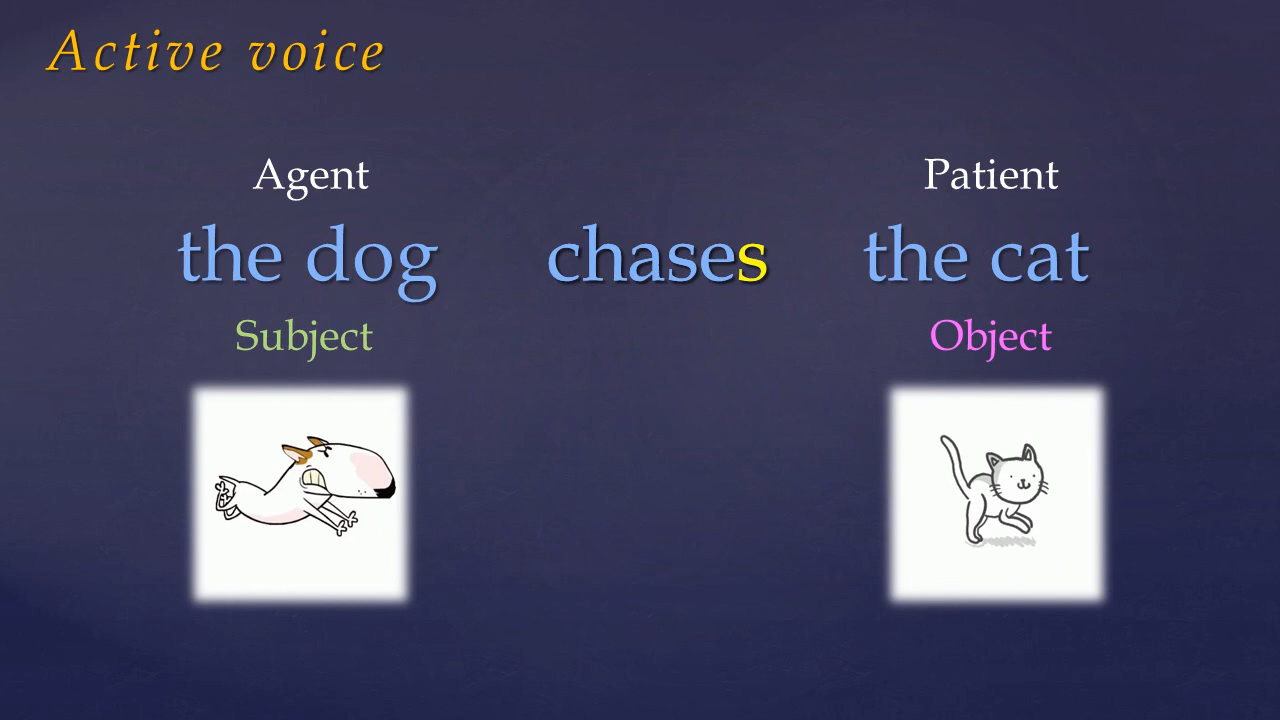 Active voice
Agent Patient
the dog chases the cat
Subject Object